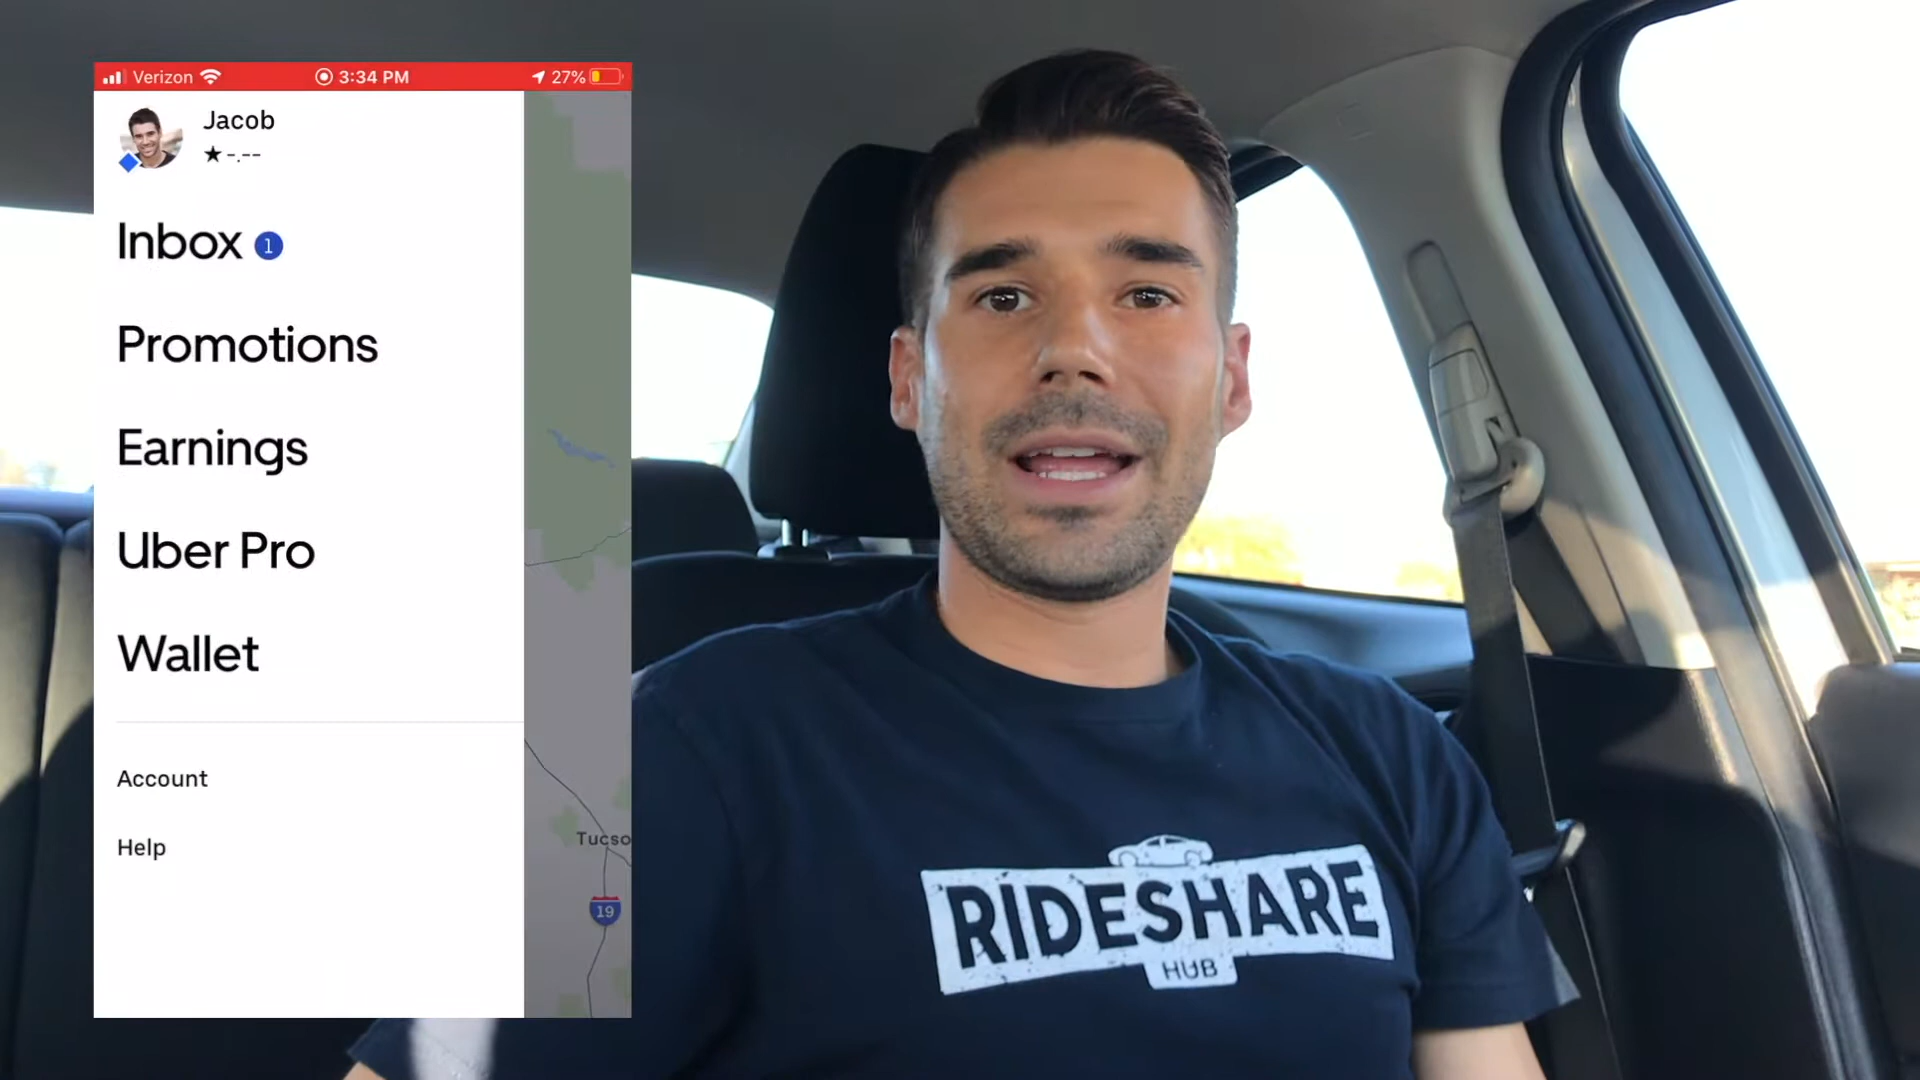 Verizon 3:34 PM 27%
Jacob
★ -.--
Inbox 1
Promotions
Earnings
Uber Pro
Wallet
Account
Help
Tucso
19
RIDESHARE
HUB